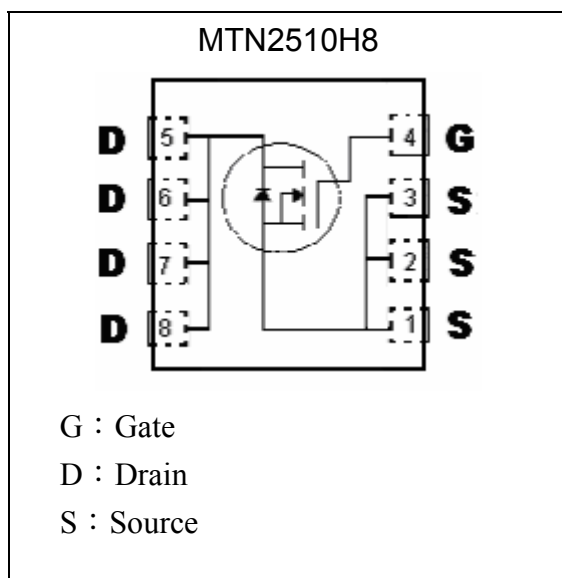 MTN2510H8
D 5 4 G
D 6 3 S
D 7 2 S
D 8 1 S
G：Gate
D：Drain
S：Source